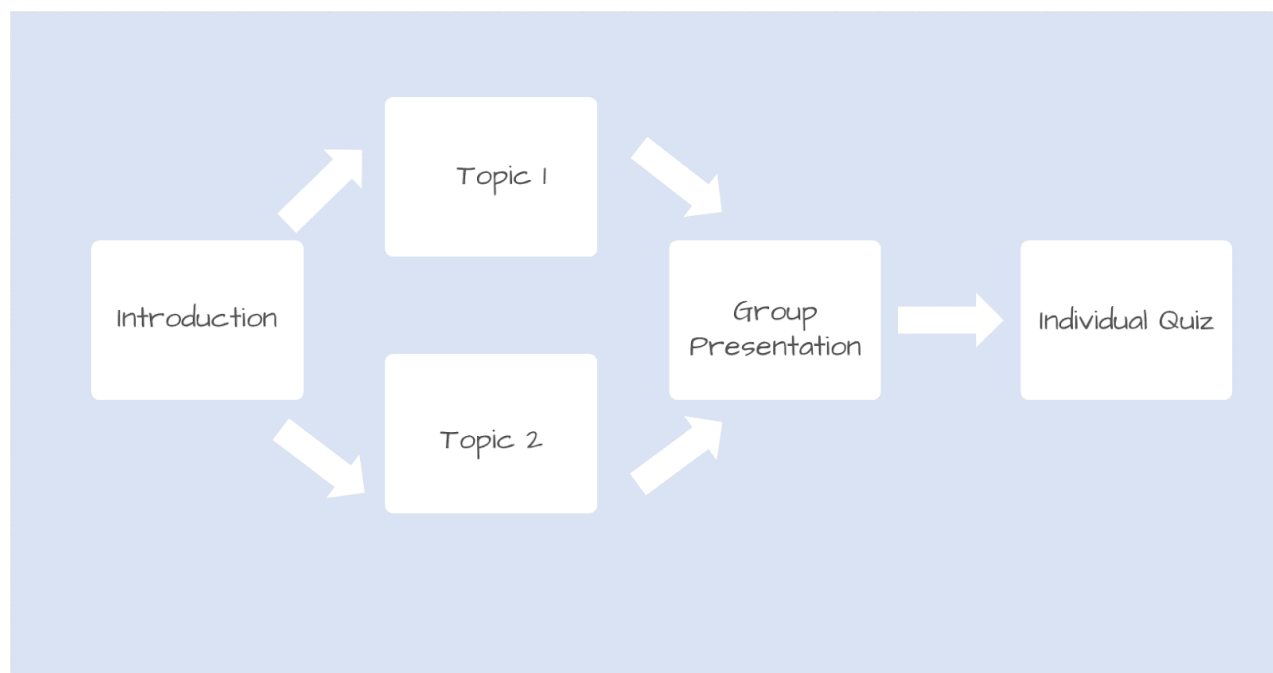 Introduction
Topic 1
Topic 2
Group
Presentation
Individual Quiz